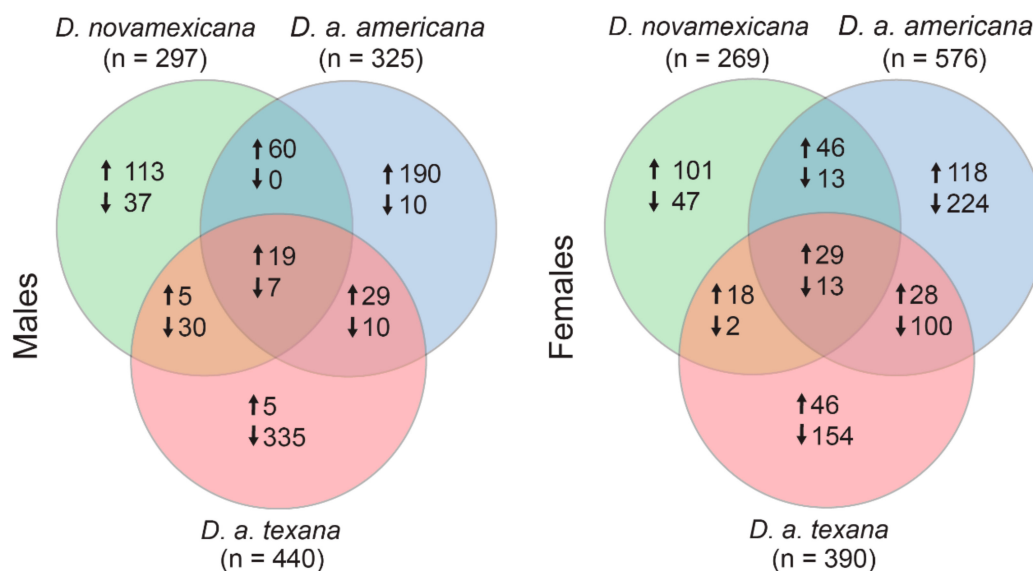 D. novamexicana
(n = 297)
D. a. americana
(n = 325)
↑ 113
↓ 37
↑ 60
↓ 0
↑ 190
↓ 10
↑ 19
↓ 7
↑ 5
↓ 30
↑ 29
↓ 10
↑ 5
↓ 335
Males
D. a. texana
(n = 440)
D. novamexicana
(n = 269)
D. a. americana
(n = 576)
↑ 101
↓ 47
↑ 46
↓ 13
↑ 118
↓ 224
↑ 29
↓ 13
↑ 18
↓ 2
↑ 28
↓ 100
↑ 46
↓ 154
Females
D. a. texana
(n = 390)